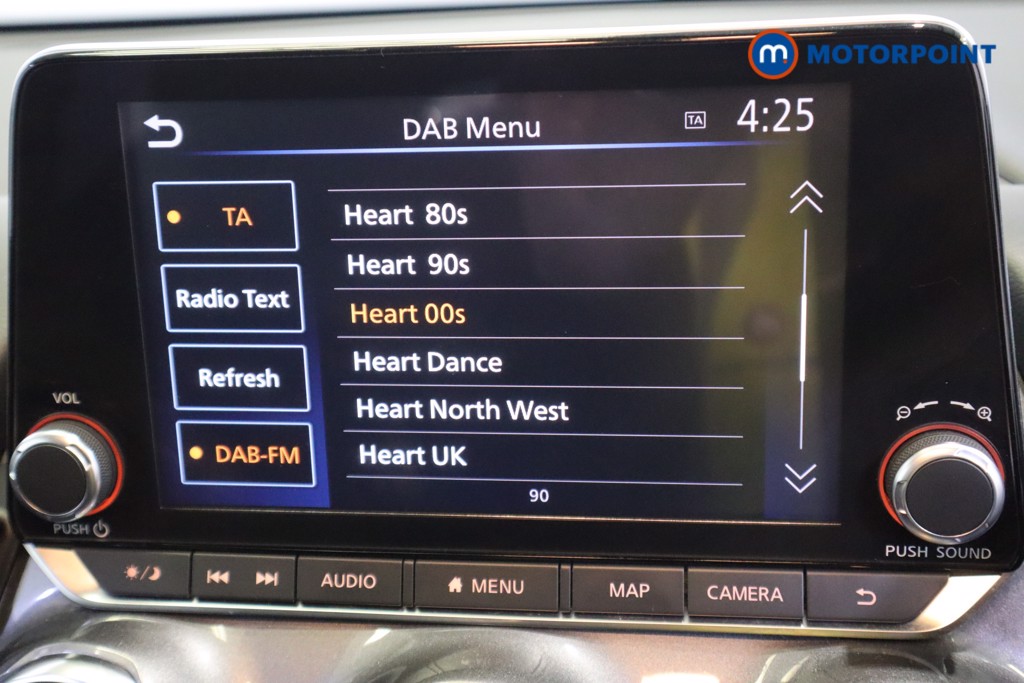 m MOTORPOINT
DAB Menu
TA
4:25
TA
Radio Text
Refresh
DAB-FM
Heart 80s
Heart 90s
Heart 00s
Heart Dance
Heart North West
Heart UK
90
VOL
PUSH
PUSH SOUND
AUDIO
MENU
MAP
CAMERA